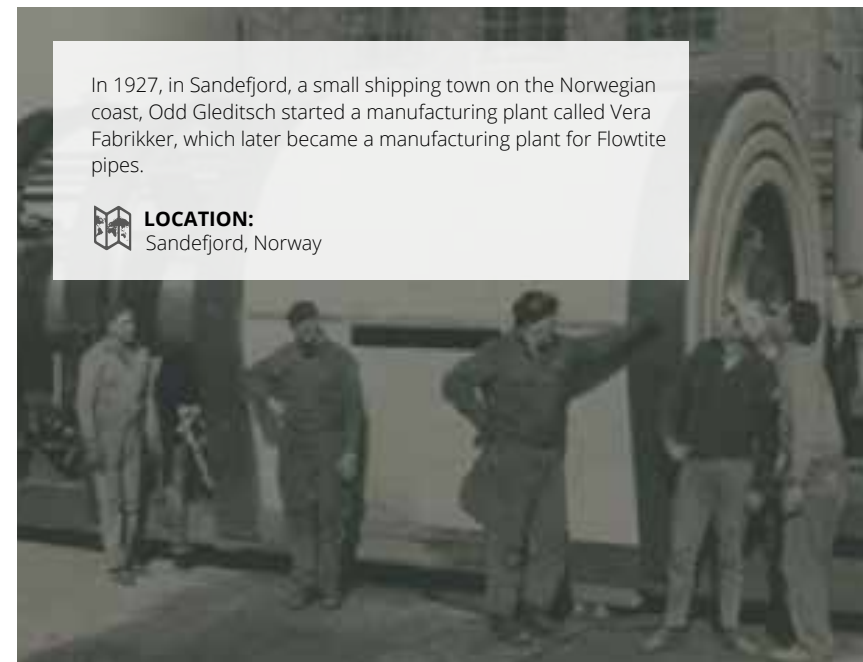 In 1927, in Sandefjord, a small shipping town on the Norwegian
coast, Odd Gleditsch started a manufacturing plant called Vera
Fabrikker, which later became a manufacturing plant for Flowtite
pipes.
LOCATION:
Sandefjord, Norway